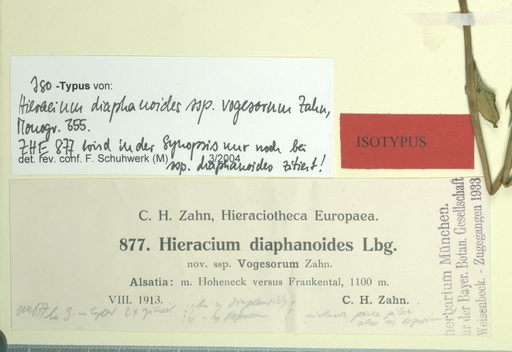 Iso -Typus von:
Hieracium diaphanoides ssp. vogesorum Zahn,
Monogr. 355.
ZHE 877 wird in der Synopsis nur noch bei
ssp. diaphanoides zitiert!
det. rev. conf. F. Schuhwerk (M) 3/2004
ISOTYPUS
C. H. Zahn, Hieraciotheca Europaea.
877. Hieracium diaphanoides Lbg.
nov. ssp. Vogesorum Zahn.
Alsatia: m. Hoheneck versus Frankental, 1100 m.
VIII. 1913. C. H. Zahn.
herbarium München.
der Bayer. Botan. Gesellschaft
Weisenbeck. - Zugegangen 1933